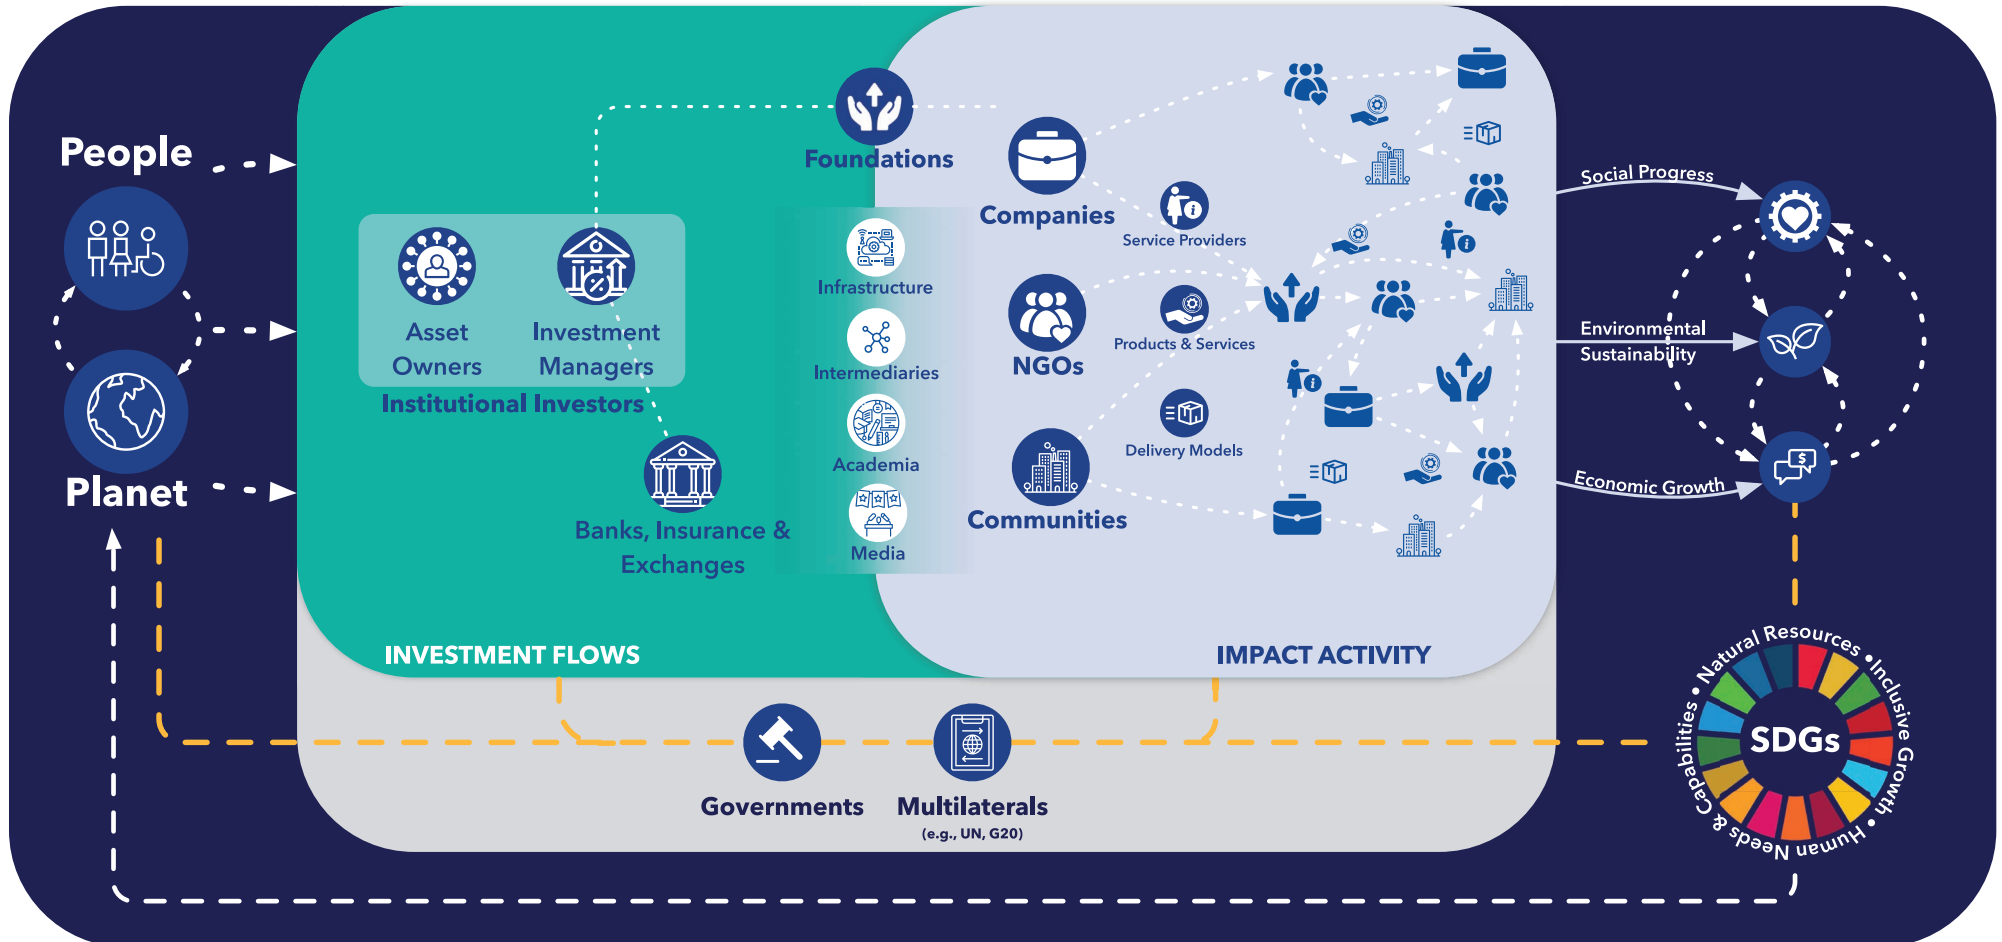 People
Planet
Foundations
Asset
Owners
Investment
Managers
Institutional Investors
Banks, Insurance &
Exchanges
Infrastructure
Intermediaries
Academia
Media
Companies
NGOs
Communities
Service Providers
Products & Services
Delivery Models
INVESTMENT FLOWS
IMPACT ACTIVITY
Governments
Multilaterals
(e.g., UN, G20)
Social Progress
Environmental
Sustainability
Economic Growth
$
SDGs
Natural Resources • Inclusive Growth • Human Needs & Capabilities •